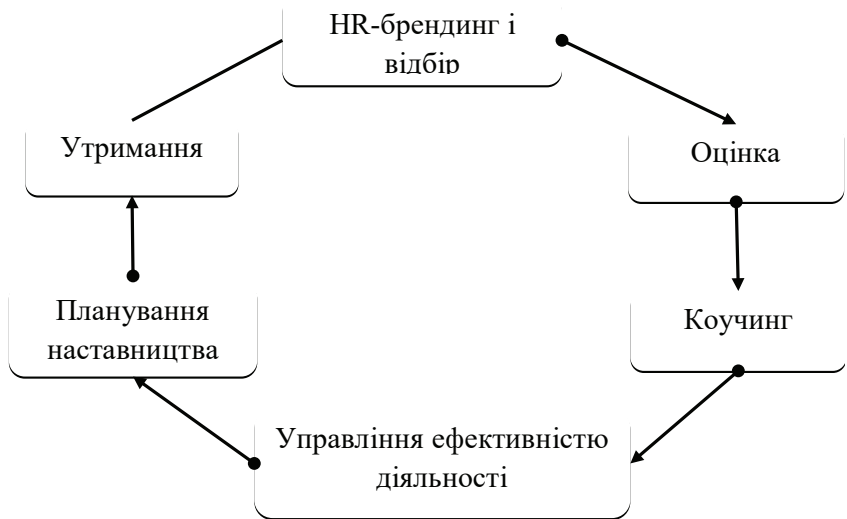 HR-брендинг і
відбір
Утримання
Оцінка
Планування
наставництва
Коучинг
Управління ефективністю
діяльності